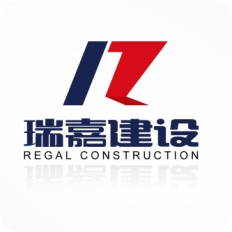 瑞嘉建设
REGAL CONSTRUCTION